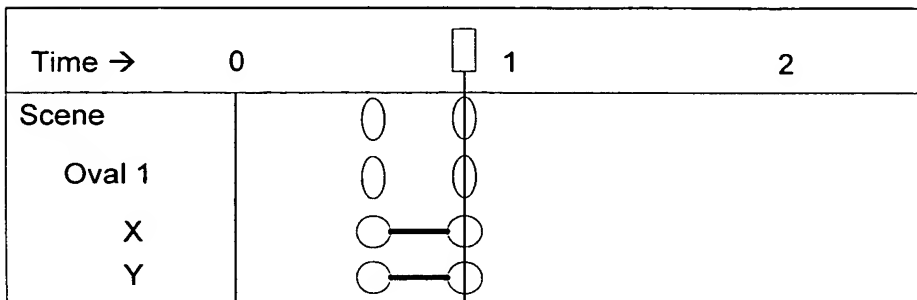 Time → 0 1 2
Scene
Oval 1
X
Y